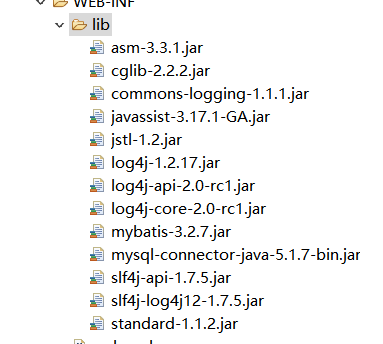 WEB-INF
lib
asm-3.3.1.jar
cglib-2.2.2.jar
commons-logging-1.1.1.jar
javassist-3.17.1-GA.jar
jstl-1.2.jar
log4j-1.2.17.jar
log4j-api-2.0-rc1.jar
log4j-core-2.0-rc1.jar
mybatis-3.2.7.jar
mysql-connector-java-5.1.7-bin.jar
slf4j-api-1.7.5.jar
slf4j-log4j12-1.7.5.jar
standard-1.1.2.jar